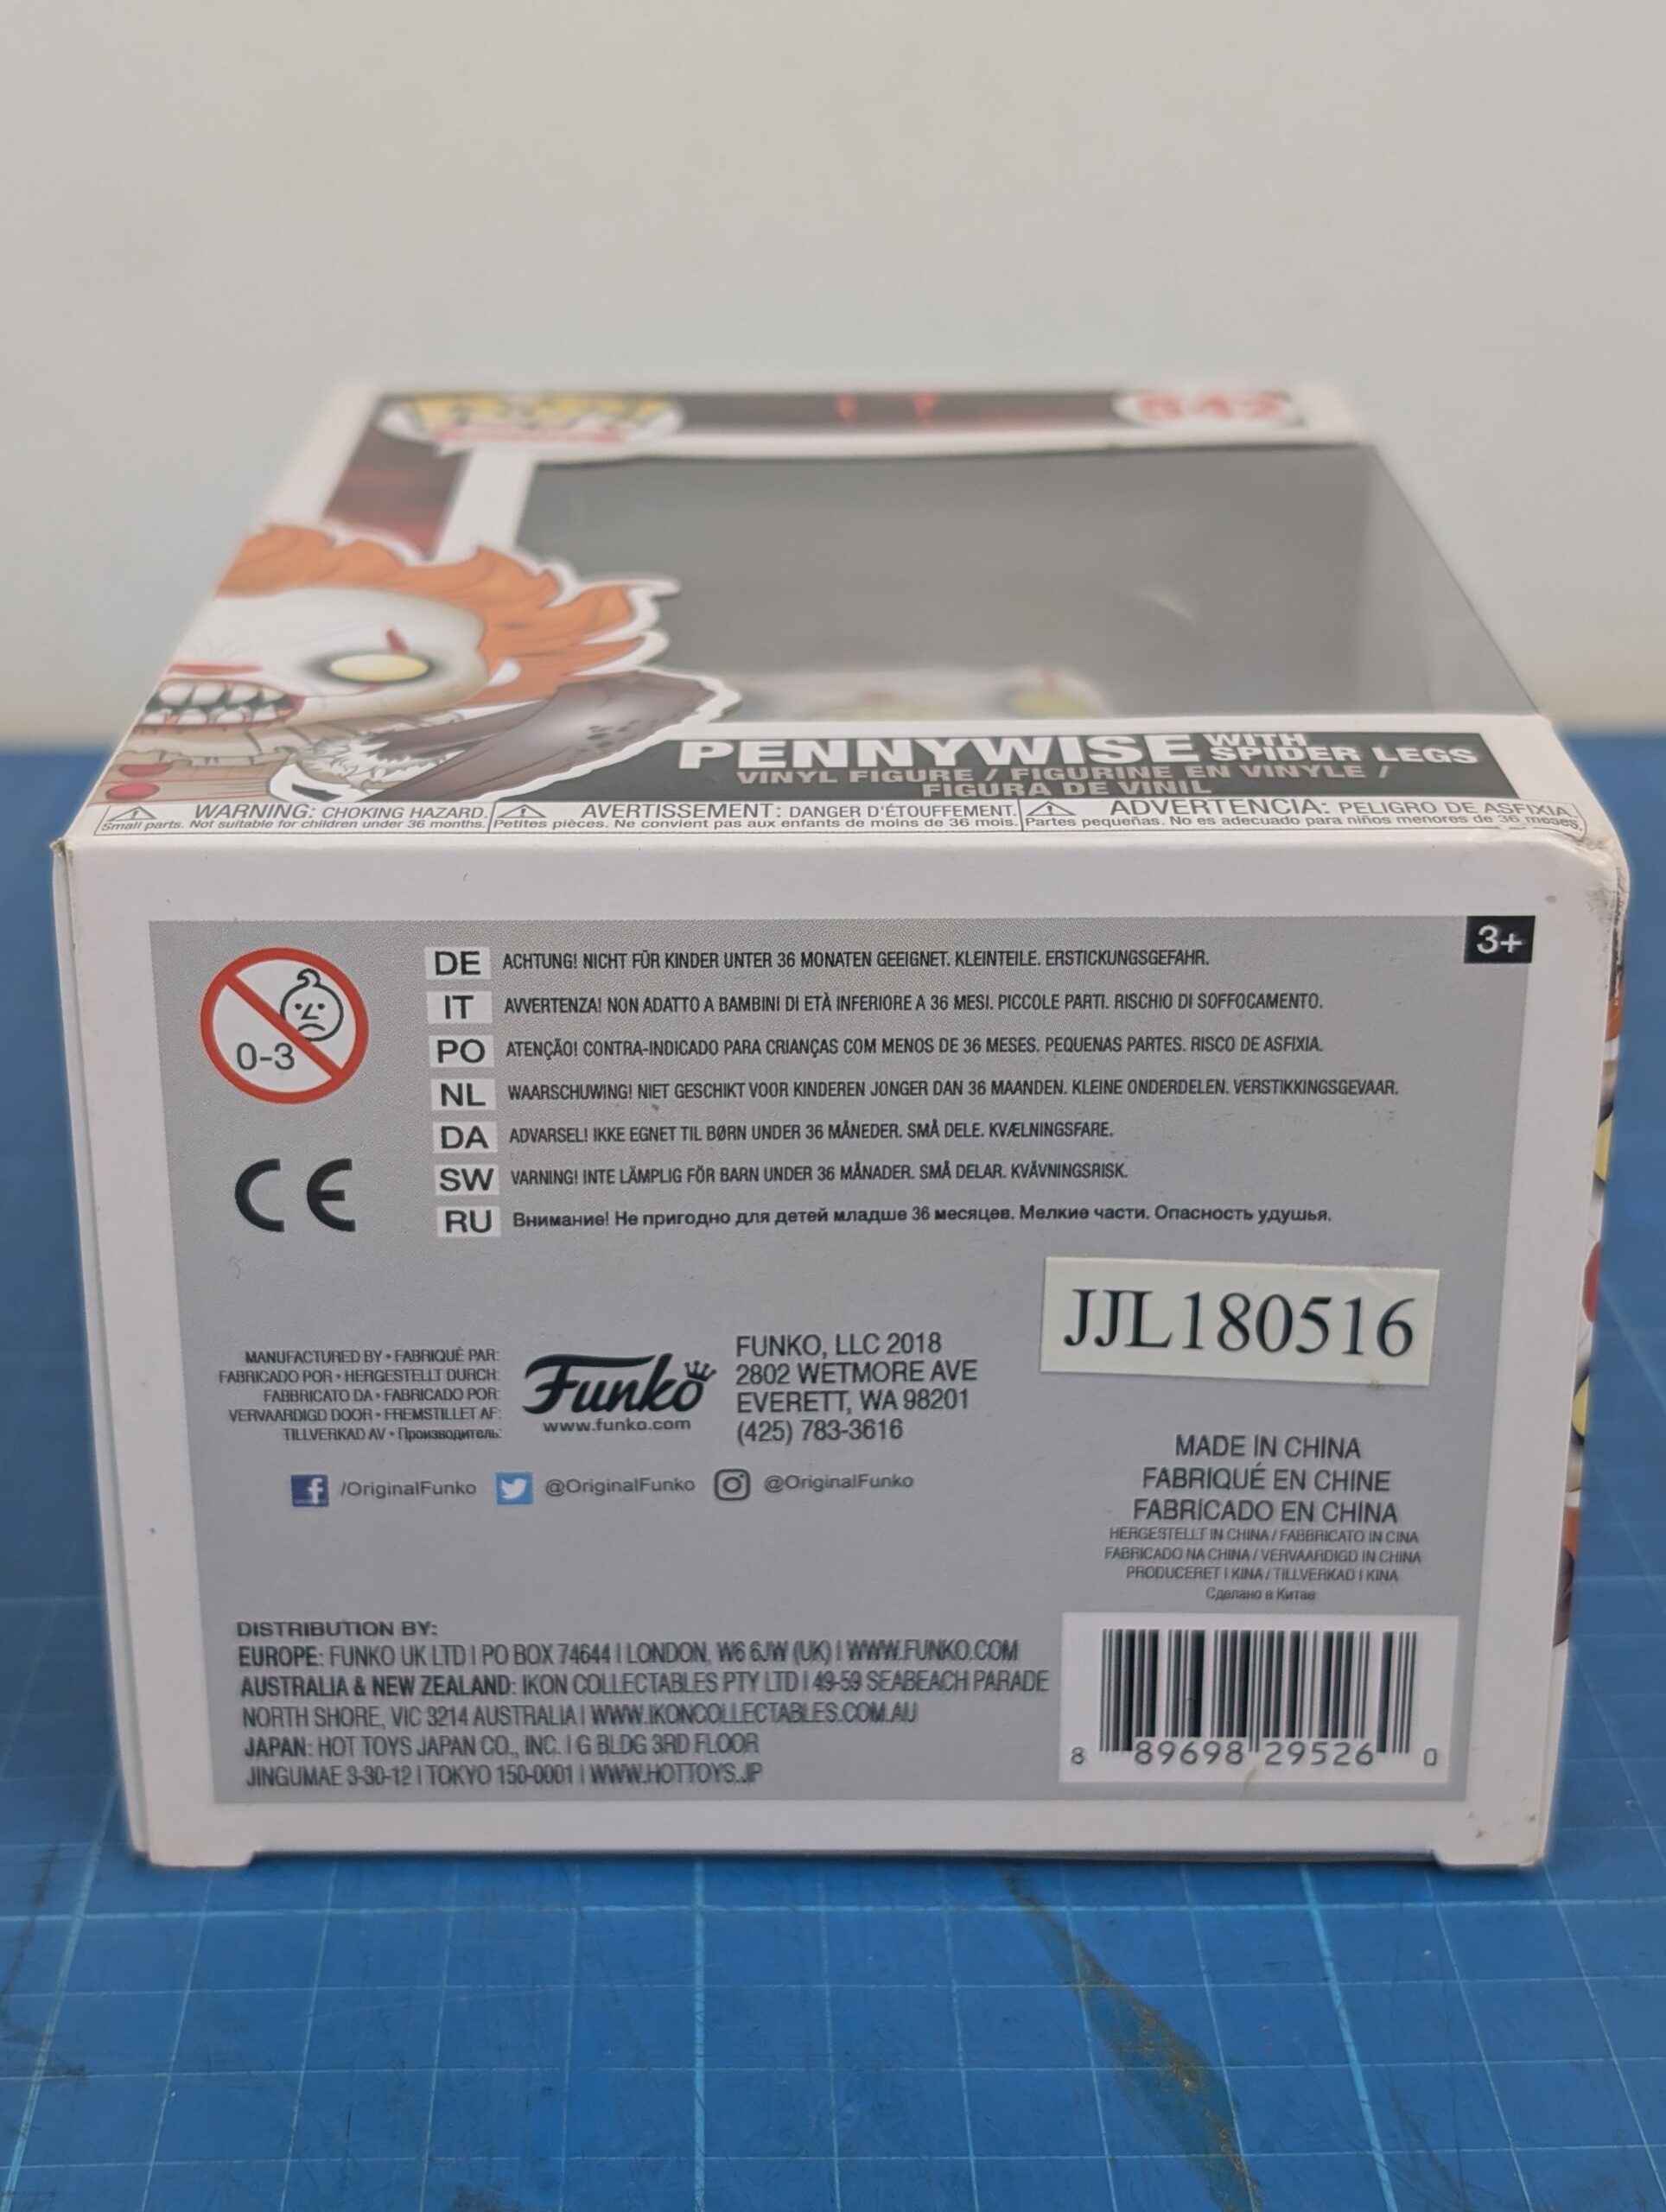 542
PENNYWISE WITH SPIDER LEGS
VINYL FIGURE / FIGURINE EN VINYLE /
FIGURA DE VINIL
WARNING: CHOKING HAZARD.
Small parts. Not suitable for children under 36 months.
AVERTISSEMENT: DANGER D'ÉTOUFFEMENT.
Petites pièces. Ne convient pas aux enfants de moins de 36 mois.
ADVERTENCIA: PELIGRO DE ASFIXIA.
Partes pequeñas. No es adecuado para niños menores de 36 meses.
3+
0-3
CE
DE ACHTUNG! NICHT FÜR KINDER UNTER 36 MONATEN GEEIGNET. KLEINTEILE. ERSTICKUNGSGEFAHR.
IT AVVERTENZA! NON ADATTO A BAMBINI DI ETÀ INFERIORE A 36 MESI. PICCOLE PARTI. RISCHIO DI SOFFOCAMENTO.
PO ATENÇÃO! CONTRA-INDICADO PARA CRIANÇAS COM MENOS DE 36 MESES. PEQUENAS PARTES. RISCO DE ASFIXIA.
NL WAARSCHUWING! NIET GESCHIKT VOOR KINDEREN JONGER DAN 36 MAANDEN. KLEINE ONDERDELEN. VERSTIKKINGSGEVAAR.
DA ADVARSEL! IKKE EGNET TIL BØRN UNDER 36 MÅNEDER. SMÅ DELE. KVÆLNINGSFARE.
SW VARNING! INTE LÄMPLIG FÖR BARN UNDER 36 MÅNADER. SMÅ DELAR. KVÄVNINGSRISK.
RU Внимание! Не пригодно для детей младше 36 месяцев. Мелкие части. Опасность удушья.
JJL180516
MANUFACTURED BY • FABRIQUÉ PAR:
FABRICADO POR • HERGESTELLT DURCH:
FABBRICATO DA • FABRICADO POR:
VERVAARDIGD DOOR • FREMSTILLET AF:
TILLVERKAD AV • Производитель:
Funko
www.funko.com
FUNKO, LLC 2018
2802 WETMORE AVE
EVERETT, WA 98201
(425) 783-3616
/OriginalFunko @OriginalFunko @OriginalFunko
MADE IN CHINA
FABRIQUÉ EN CHINE
FABRICADO EN CHINA
HERGESTELLT IN CHINA / FABBRICATO IN CINA
FABRICADO NA CHINA / VERVAARDIGD IN CHINA
PRODUCERET I KINA / TILLVERKAD I KINA
Сделано в Китае
DISTRIBUTION BY:
EUROPE: FUNKO UK LTD | PO BOX 74644 | LONDON, W6 6JW (UK) | WWW.FUNKO.COM
AUSTRALIA & NEW ZEALAND: IKON COLLECTABLES PTY LTD | 49-59 SEABEACH PARADE
NORTH SHORE, VIC 3214 AUSTRALIA | WWW.IKONCOLLECTABLES.COM.AU
JAPAN: HOT TOYS JAPAN CO., INC. | G BLDG 3RD FLOOR
JINGUMAE 3-30-12 | TOKYO 150-0001 | WWW.HOTTOYS.JP
8 89698 29526 0